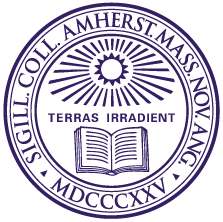 SIGILL. COLL. AMHERST. MASS. NOV. ANG.
TERRAS IRRADIENT
MDCCCXXV